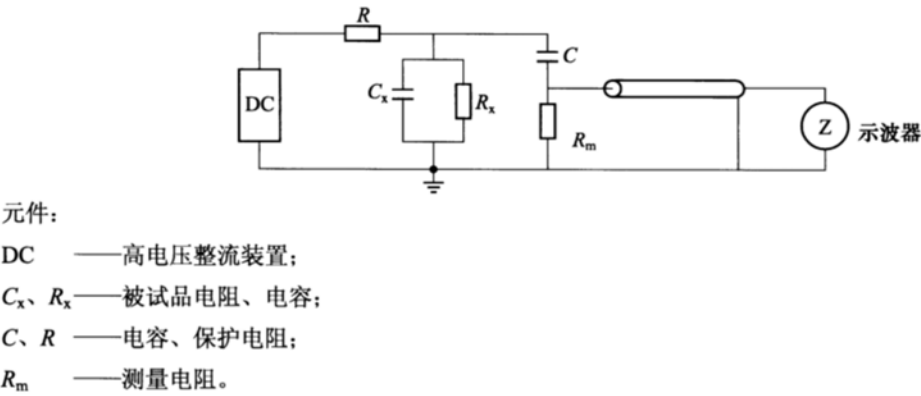 R
C
Cx
Rx
DC
Rm
Z
示波器
元件：
DC ——高电压整流装置；
Cx、Rx——被试品电阻、电容；
C、R ——电容、保护电阻；
Rm ——测量电阻。